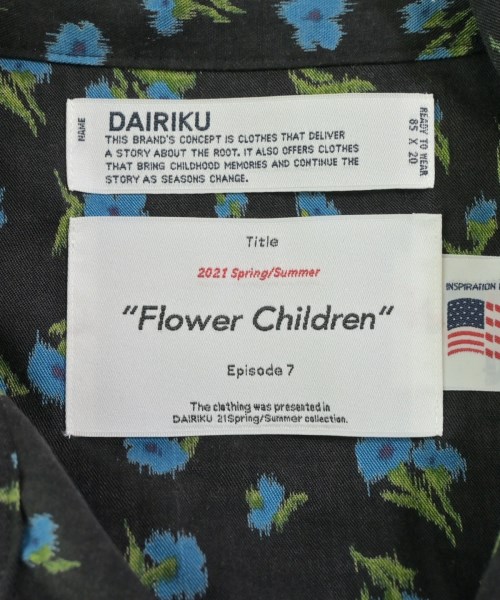 NAME
DAIRIKU
THIS BRAND'S CONCEPT IS CLOTHES THAT DELIVER
A STORY ABOUT THE ROOT. IT ALSO OFFERS CLOTHES
THAT BRING CHILDHOOD MEMORIES AND CONTINUE THE
STORY AS SEASONS CHANGE.
READY TO WEAR
85 X 20
Title
2021 Spring/Summer
"Flower Children"
Episode 7
The clothing was presented in
DAIRIKU 21Spring/Summer collection.
INSPIRATION